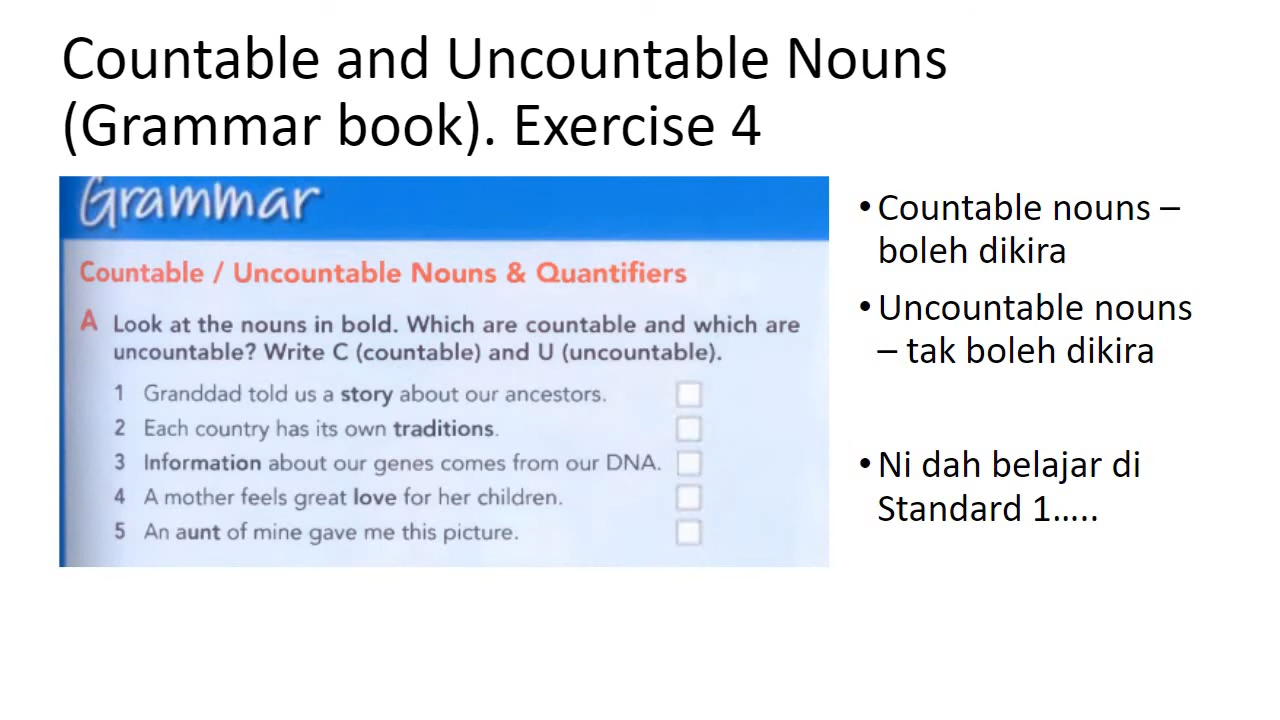 Countable and Uncountable Nouns
(Grammar book). Exercise 4
Grammar
Countable / Uncountable Nouns & Quantifiers
A Look at the nouns in bold. Which are countable and which are
uncountable? Write C (countable) and U (uncountable).
1 Granddad told us a story about our ancestors.
2 Each country has its own traditions.
3 Information about our genes comes from our DNA.
4 A mother feels great love for her children.
5 An aunt of mine gave me this picture.
• Countable nouns –
boleh dikira
• Uncountable nouns
– tak boleh dikira
• Ni dah belajar di
Standard 1…..